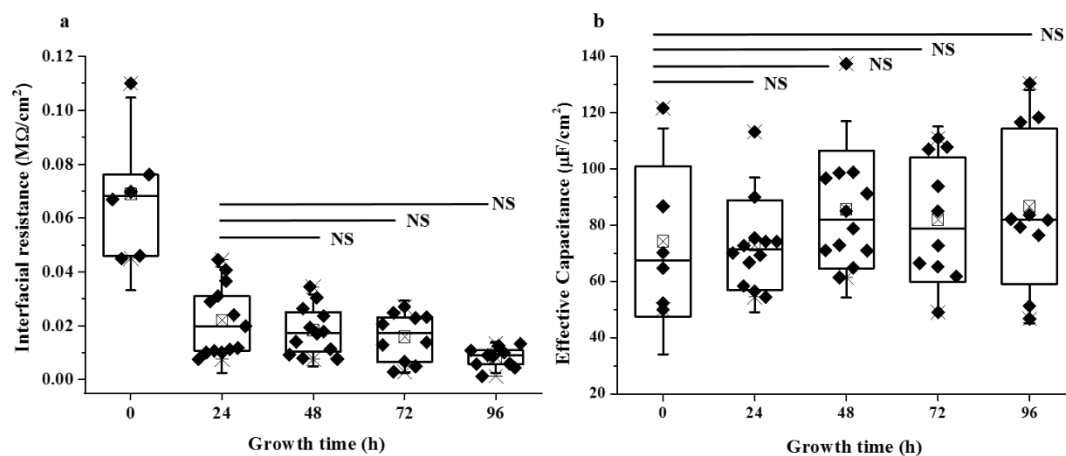 a
Interfacial resistance (MΩ/cm²)
0.12
0.10
0.08
0.06
0.04
0.02
0.00
NS
NS
NS
0 24 48 72 96
Growth time (h)
b
Effective Capacitance (µF/cm²)
140
120
100
80
60
40
20
NS
NS
NS
NS
0 24 48 72 96
Growth time (h)